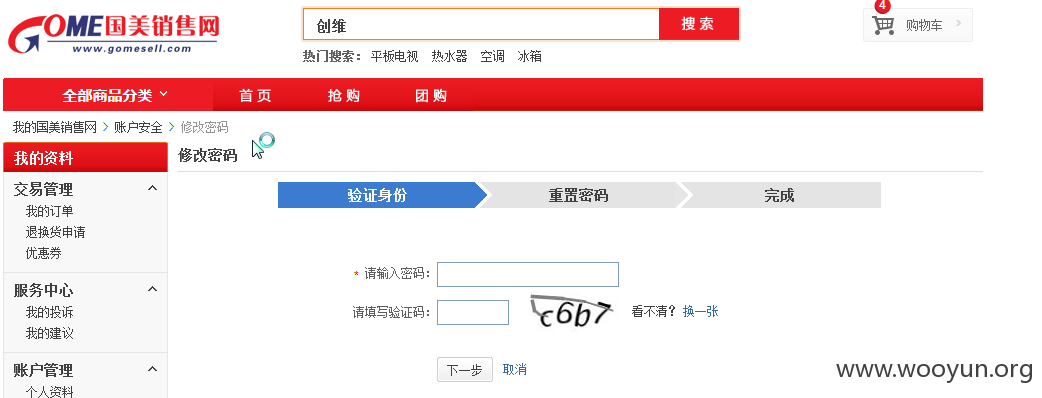 GOME国美销售网
www.gomesell.com
创维
搜 索
4
购物车
热门搜索： 平板电视 热水器 空调 冰箱
全部商品分类 首 页 抢 购 团 购
我的国美销售网 > 账户安全 > 修改密码
我的资料
修改密码
验证身份 重置密码 完成
交易管理
我的订单
退换货申请
优惠券
* 请输入密码：
服务中心
请填写验证码： c6b7 看不清？ 换一张
我的投诉
我的建议
下一步 取消
账户管理
个人资料
www.wooyun.org